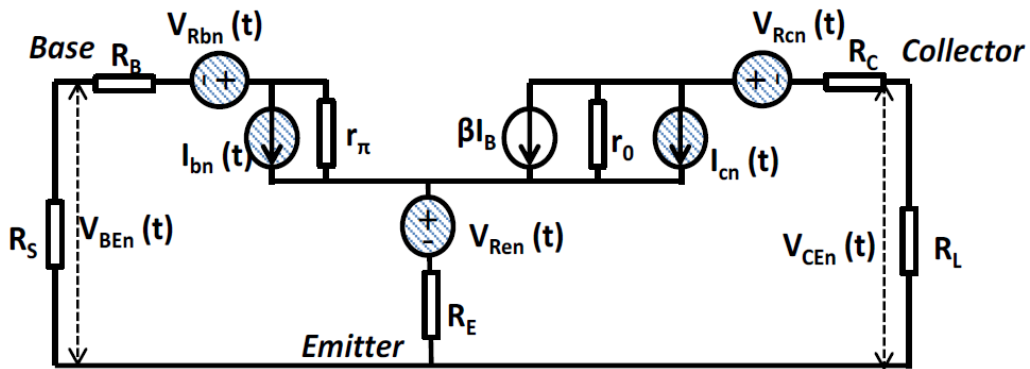 Base
R_B
V_Rbn (t)
V_Rcn (t)
R_C
Collector
- +
+ -
I_bn (t)
r_π
βI_B
r_0
I_cn (t)
R_S
V_BEn (t)
+
-
V_Ren (t)
V_CEn (t)
R_L
R_E
Emitter